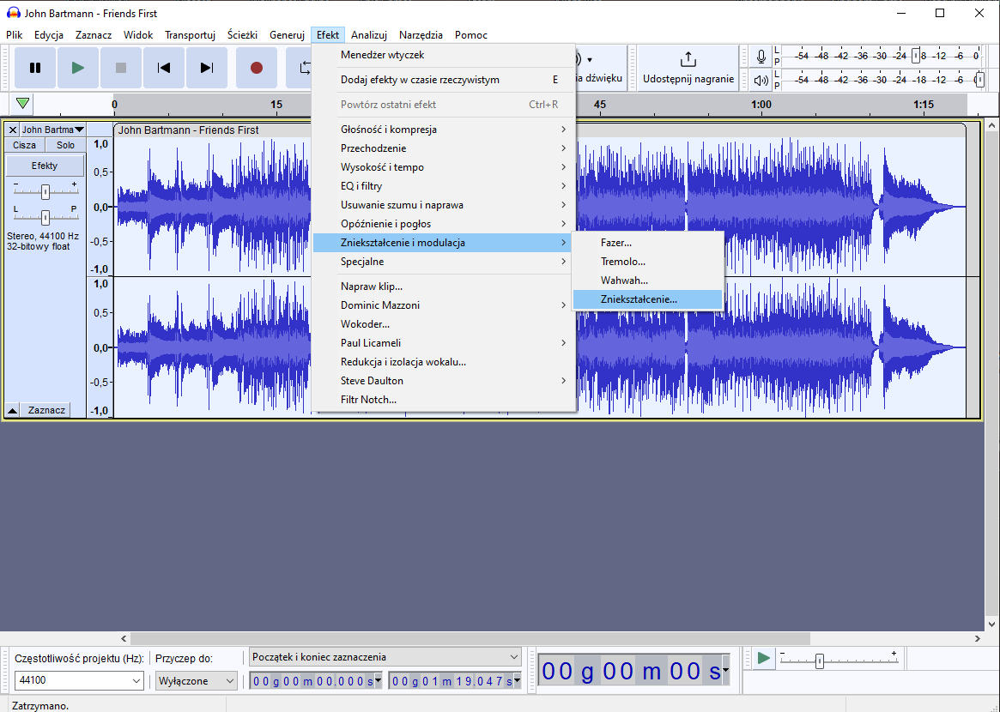 John Bartmann - Friends First
Plik Edycja Zaznacz Widok Transportuj Ścieżki Generuj Efekt Analizuj Narzędzia Pomoc
Menedżer wtyczek
Dodaj efekty w czasie rzeczywistym E
Powtórz ostatni efekt Ctrl+R
Głośność i kompresja
Przechodzenie
Wysokość i tempo
EQ i filtry
Usuwanie szumu i naprawa
Opóźnienie i pogłos
Zniekształcenie i modulacja
Specjalne
Napraw klip...
Dominic Mazzoni
Wokoder...
Paul Licameli
Redukcja i izolacja wokalu...
Steve Daulton
Filtr Notch...
Fazer...
Tremolo...
Wahwah...
Zniekształcenie...
dźwięku
Udostępnij nagranie
L
P
-54 -48 -42 -36 -30 -24 -18 -12 -6 0
L
P
-54 -48 -42 -36 -30 -24 -18 -12 -6 0
0 15 45 1:00 1:15
John Bartma
John Bartmann - Friends First
Cisza Solo
Efekty
- +
L P
Stereo, 44100 Hz
32-bitowy float
Zaznacz
1,0
0,5-
0,0-
-0,5-
-1,0
1,0
0,5-
0,0-
-0,5-
-1,0
Częstotliwość projektu (Hz):
44100
Przyczep do:
Wyłączone
Początek i koniec zaznaczenia
00 g 00 m 00.000 s
00 g 01 m 19.047 s
00 g 00 m 00 s
- +
Zatrzymano.